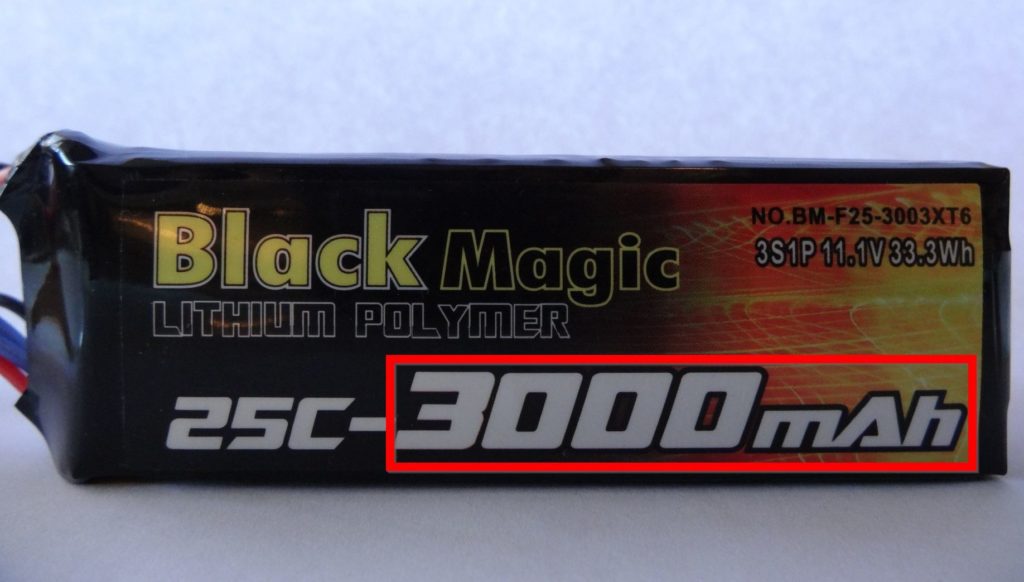 Black Magic
LITHIUM POLYMER
NO.BM-F25-3003XT6
3S1P 11.1V 33.3Wh
25C-3000mAh